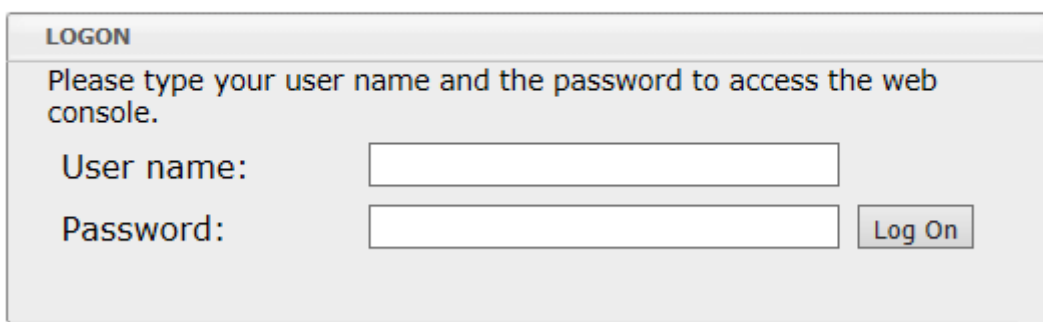 LOGON
Please type your user name and the password to access the web
console.
User name:
Password:
Log On